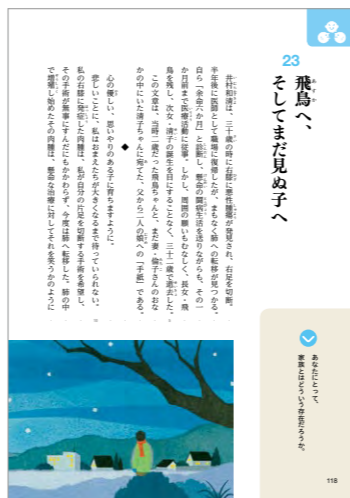 23
飛鳥へ、
そしてまだ見ぬ子へ
あすか
井村和清は、三十歳の時に右膝に悪性腫瘍が発見され、右足を切断。
半年後に医師として職場に復帰したが、まもなく肺への転移が見つかる。
自ら「余命六か月」と診断し、懸命の闘病生活を送りながらも、その一
か月前まで医療活動に従事。しかし、周囲の願いもむなしく、長女・飛
鳥を残し、次女・清子の誕生を目にすることなく、三十二歳で逝去した。
この文章は、当時二歳だった飛鳥ちゃんと、まだ妻・倫子さんのおな
かの中にいた清子ちゃんに宛てた、父から二人の娘への「手紙」である。
◆
心の優しい、思いやりのある子に育ちますように。
悲しいことに、私はおまえたちが大きくなるまで待っていられない。
私の右膝に発症した肉腫は、私が自分の片足を切断する手術を希望し、
その手術が無事にすんだにもかかわらず、今度は肺へ転移した。肺の中
で増殖し始めたその肉腫は、懸命な治療に対してそれを笑うかのように
あなたにとって、
家族とはどういう存在だろうか。
118